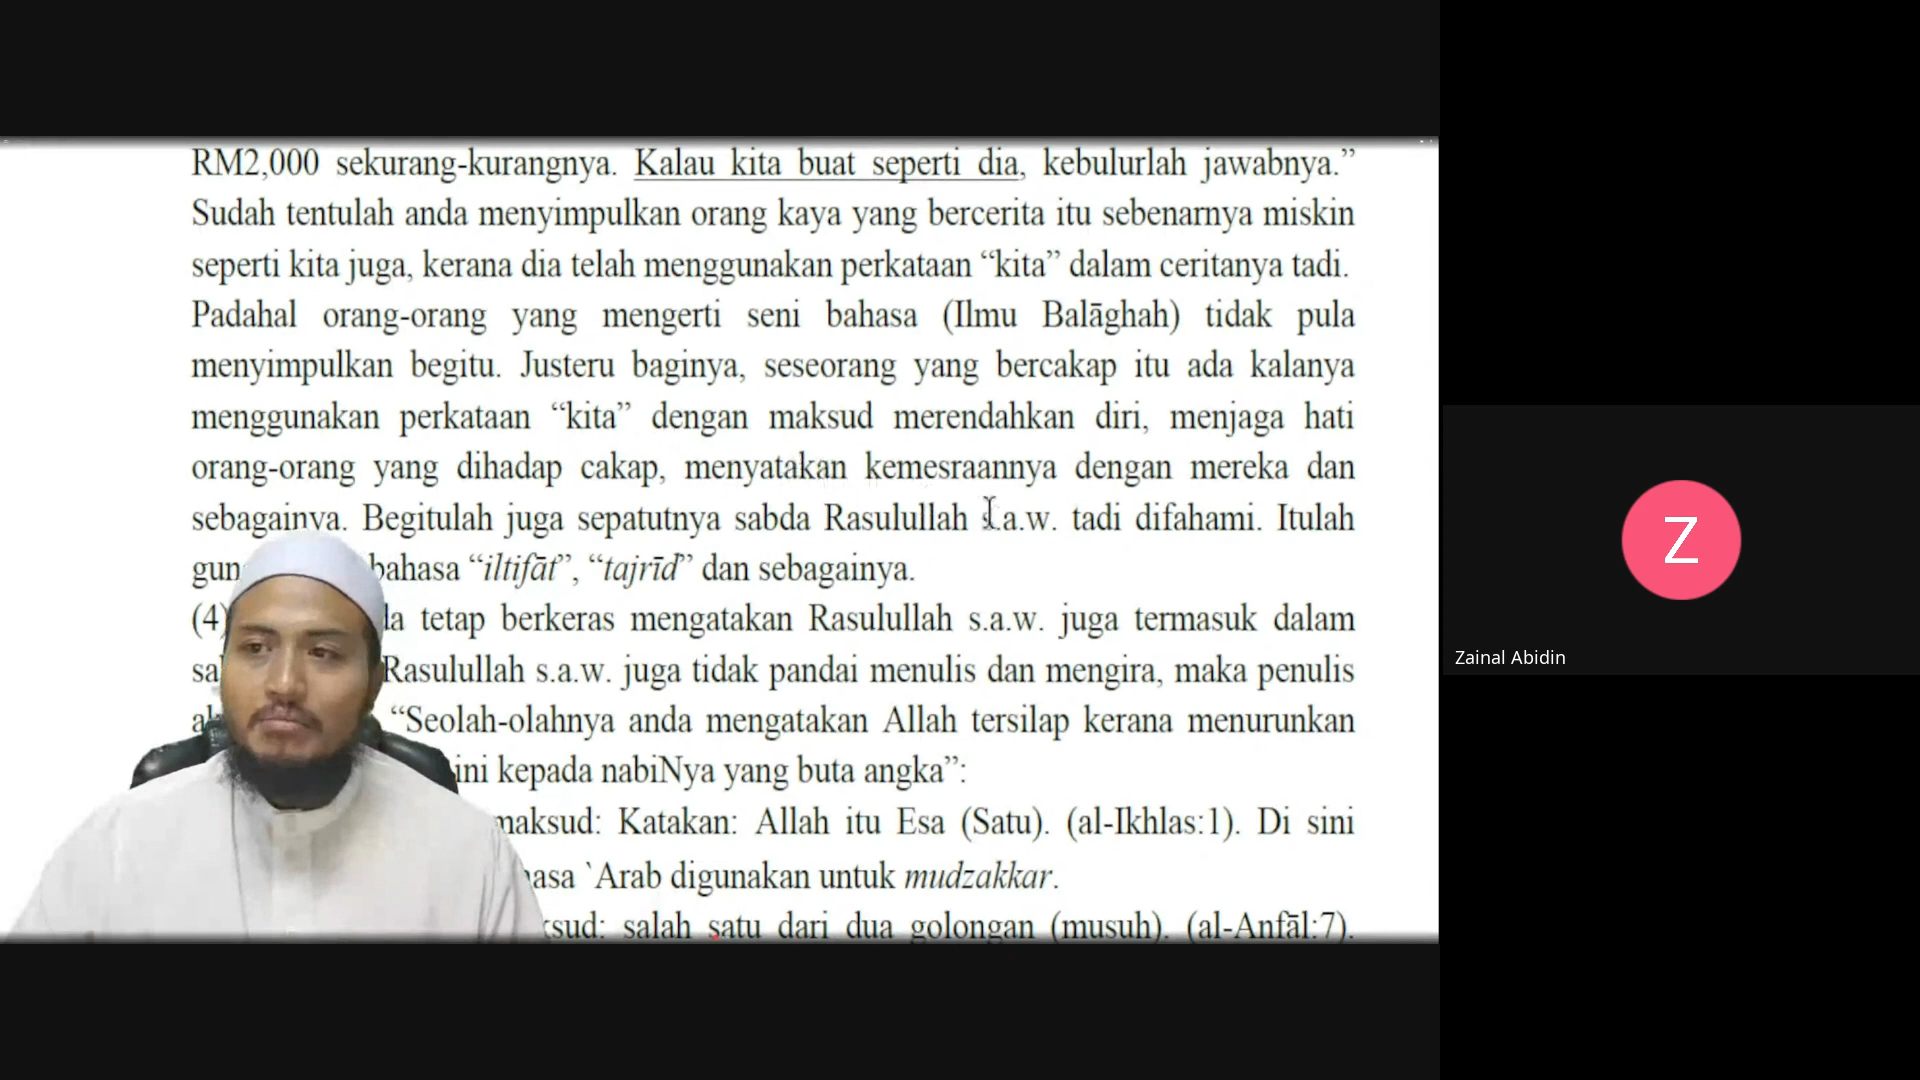 RM2,000 sekurang-kurangnya. Kalau kita buat seperti dia, kebulurlah jawabnya.”
Sudah tentulah anda menyimpulkan orang kaya yang bercerita itu sebenarnya miskin
seperti kita juga, kerana dia telah menggunakan perkataan “kita” dalam ceritanya tadi.
Padahal orang-orang yang mengerti seni bahasa (Ilmu Balāghah) tidak pula
menyimpulkan begitu. Justeru baginya, seseorang yang bercakap itu ada kalanya
menggunakan perkataan “kita” dengan maksud merendahkan diri, menjaga hati
orang-orang yang dihadap cakap, menyatakan kemesraannya dengan mereka dan
sebagainya. Begitulah juga sepatutnya sabda Rasulullah s.a.w. tadi difahami. Itulah
bahasa “iltifāt”, “tajrīd” dan sebagainya.
(4) tetap berkeras mengatakan Rasulullah s.a.w. juga termasuk dalam
Rasulullah s.a.w. juga tidak pandai menulis dan mengira, maka penulis
“Seolah-olahnya anda mengatakan Allah tersilap kerana menurunkan
ini kepada nabiNya yang buta angka”:
maksud: Katakan: Allah itu Esa (Satu). (al-Ikhlas:1). Di sini
`Arab digunakan untuk mudzakkar.
salah satu dari dua golongan (musuh). (al-Anfāl:7).
Z
Zainal Abidin